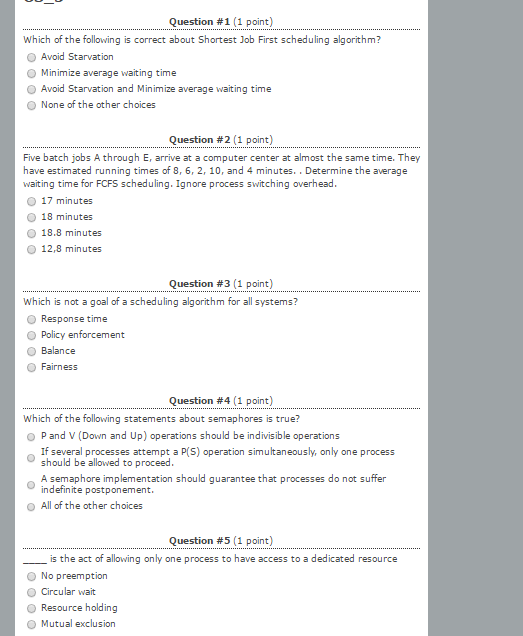 Question #1 (1 point)
Which of the following is correct about Shortest Job First scheduling algorithm?
Avoid Starvation
Minimize average waiting time
Avoid Starvation and Minimize average waiting time
None of the other choices
Question #2 (1 point)
Five batch jobs A through E, arrive at a computer center at almost the same time. They
have estimated running times of 8, 6, 2, 10, and 4 minutes. . Determine the average
waiting time for FCFS scheduling. Ignore process switching overhead.
17 minutes
18 minutes
18.8 minutes
12,8 minutes
Question #3 (1 point)
Which is not a goal of a scheduling algorithm for all systems?
Response time
Policy enforcement
Balance
Fairness
Question #4 (1 point)
Which of the following statements about semaphores is true?
P and V (Down and Up) operations should be indivisible operations
If several processes attempt a P(S) operation simultaneously, only one process
should be allowed to proceed.
A semaphore implementation should guarantee that processes do not suffer
indefinite postponement.
All of the other choices
Question #5 (1 point)
____ is the act of allowing only one process to have access to a dedicated resource
No preemption
Circular wait
Resource holding
Mutual exclusion